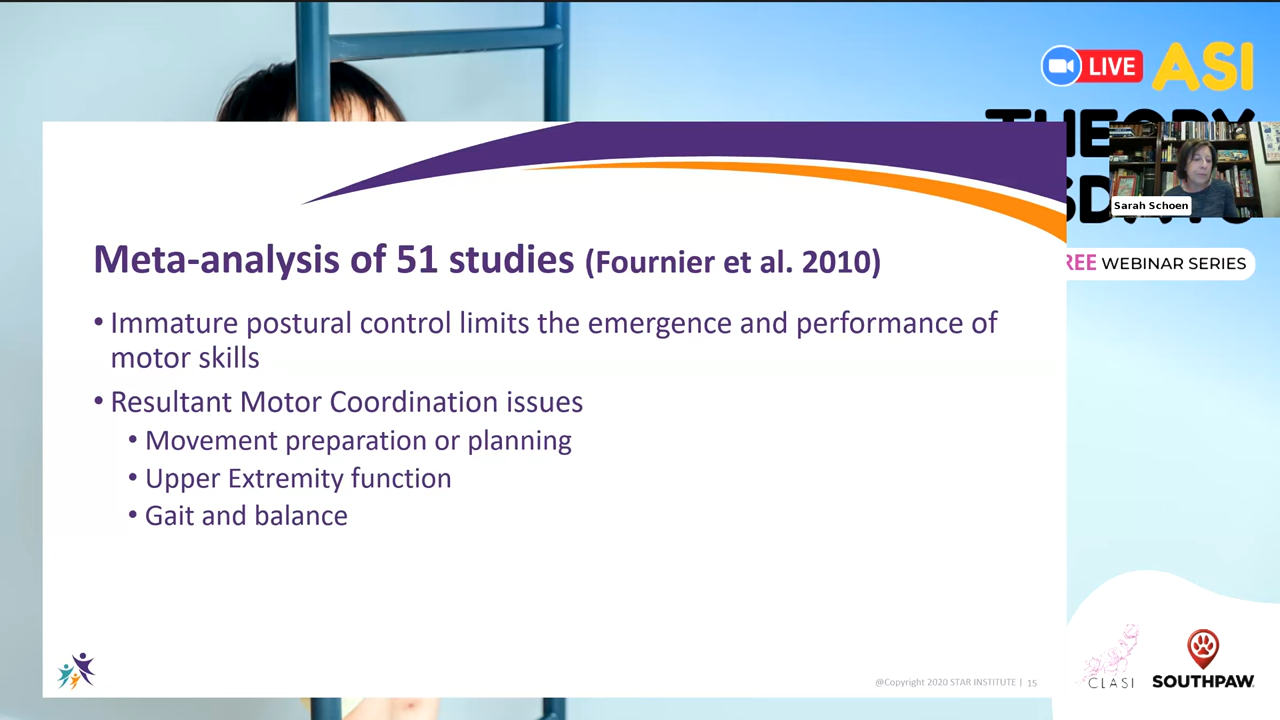 LIVE ASI
Sarah Schoen
WEBINAR SERIES
Meta-analysis of 51 studies (Fournier et al. 2010)
• Immature postural control limits the emergence and performance of
motor skills
• Resultant Motor Coordination issues
• Movement preparation or planning
• Upper Extremity function
• Gait and balance
@Copyright 2020 STAR INSTITUTE | 15
CLASI
SOUTHPAW